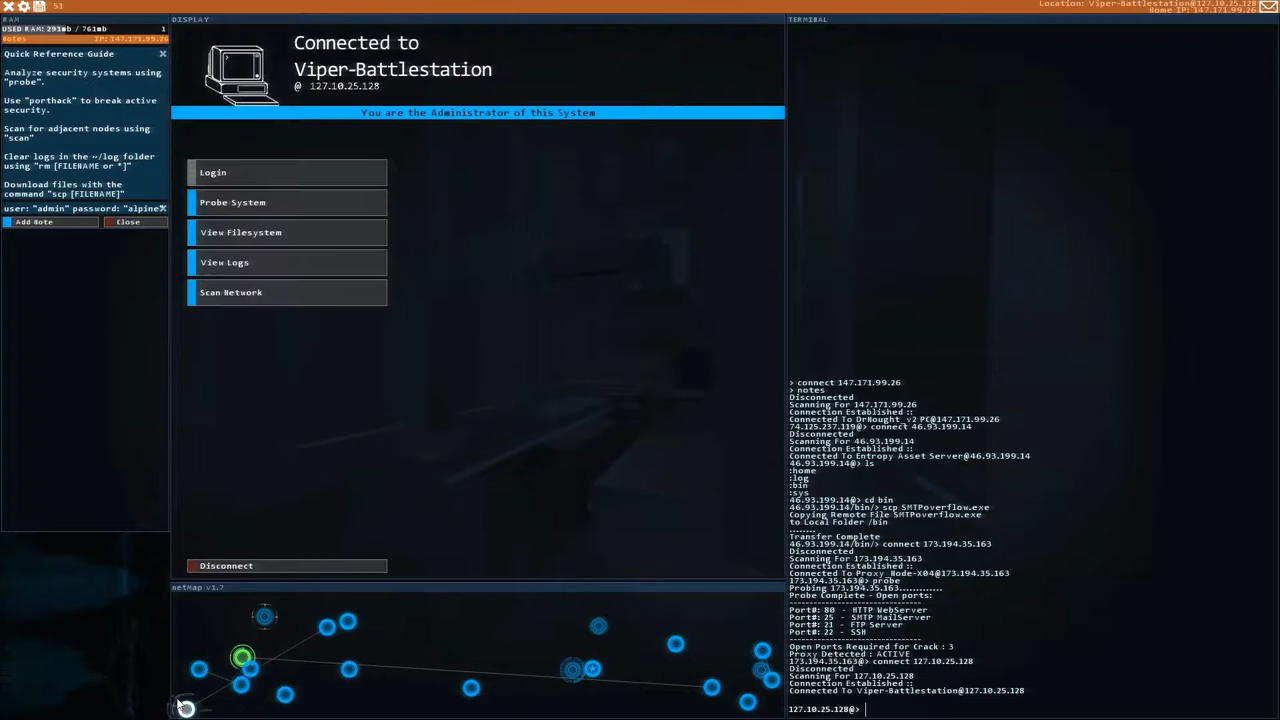 51
Location: Viper-Battlestation@127.10.25.128
Home IP: 147.171.99.26
RAM
USED RAM: 291mb / 761mb 1
Notes IP: 147.171.99.26
Quick Reference Guide
Analyze security systems using
"probe".
Use "porthack" to break active
security.
Scan for adjacent nodes using
"scan"
Clear logs in the ~/log folder
using "rm [FILENAME or *]"
Download files with the
command "scp [FILENAME]"
user: "admin" password: "alpine"
Add Note Close
DISPLAY
Connected to
Viper-Battlestation
@ 127.10.25.128
You are the Administrator of this System
Login
Probe System
View Filesystem
View Logs
Scan Network
Disconnect
netMap v1.7
TERMINAL
> connect 147.171.99.26
> notes
Disconnected
Scanning For 147.171.99.26
Connection Established ::
Connected To DrNought_v2 PC@147.171.99.26
74.125.237.119@> connect 46.93.199.14
Disconnected
Scanning For 46.93.199.14
Connection Established ::
Connected To Entropy Asset Server@46.93.199.14
46.93.199.14@> ls
:home
:log
:bin
:sys
46.93.199.14@> cd bin
46.93.199.14/bin/> scp SMTPoverflow.exe
Copying Remote File SMTPoverflow.exe
to Local Folder /bin
........
Transfer Complete
46.93.199.14/bin/> connect 173.194.35.163
Disconnected
Scanning For 173.194.35.163
Connection Established ::
Connected To Proxy_Node-X04@173.194.35.163
173.194.35.163@> probe
Probing 173.194.35.163.............
Probe Complete - Open ports:
---------------------------------
Port#: 80 - HTTP WebServer
Port#: 25 - SMTP MailServer
Port#: 21 - FTP Server
Port#: 22 - SSH
---------------------------------
Open Ports Required for Crack : 3
Proxy Detected : ACTIVE
173.194.35.163@> connect 127.10.25.128
Disconnected
Scanning For 127.10.25.128
Connection Established ::
Connected To Viper-Battlestation@127.10.25.128
127.10.25.128@>